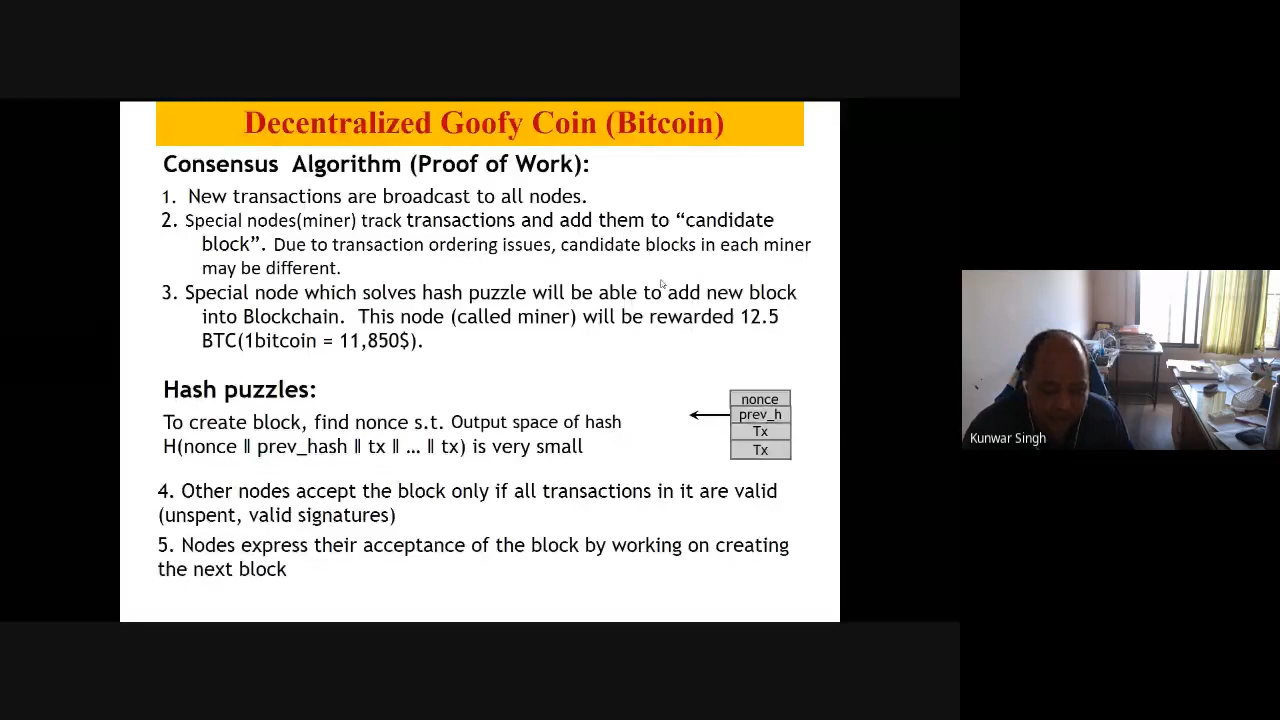 Decentralized Goofy Coin (Bitcoin)
Consensus Algorithm (Proof of Work):
1. New transactions are broadcast to all nodes.
2. Special nodes(miner) track transactions and add them to “candidate
block”. Due to transaction ordering issues, candidate blocks in each miner
may be different.
3. Special node which solves hash puzzle will be able to add new block
into Blockchain. This node (called miner) will be rewarded 12.5
BTC(1bitcoin = 11,850$).
Hash puzzles:
To create block, find nonce s.t. Output space of hash
H(nonce ‖ prev_hash ‖ tx ‖ … ‖ tx) is very small
nonce
prev_h
Tx
Tx
4. Other nodes accept the block only if all transactions in it are valid
(unspent, valid signatures)
5. Nodes express their acceptance of the block by working on creating
the next block
Kunwar Singh